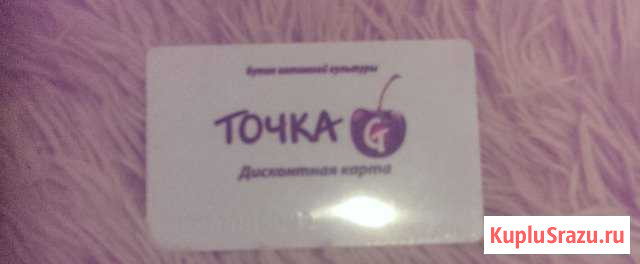 бутик интимной культуры
ТОЧКА G
Дисконтная карта
KupluSrazu.ru